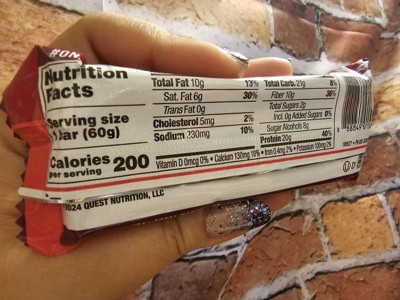 #ON
Nutrition
Facts
Serving size
bar (60g)
Calories 200
per serving
Total Fat 10g 13%
Sat. Fat 6g 30%
Trans Fat 0g
Cholesterol 5mg 2%
Sodium 230mg 10%
Total Carb. 21g 8%
Fiber 10g 36%
Total Sugars 2g
Incl. 0g Added Sugars 0%
Sugar Alcohols 8g
Protein 20g 40%
Vitamin D 0mcg 0% • Calcium 130mg 10% • Iron 0.4mg 2% • Potassium 100mg 2%
2024 QUEST NUTRITION, LLC